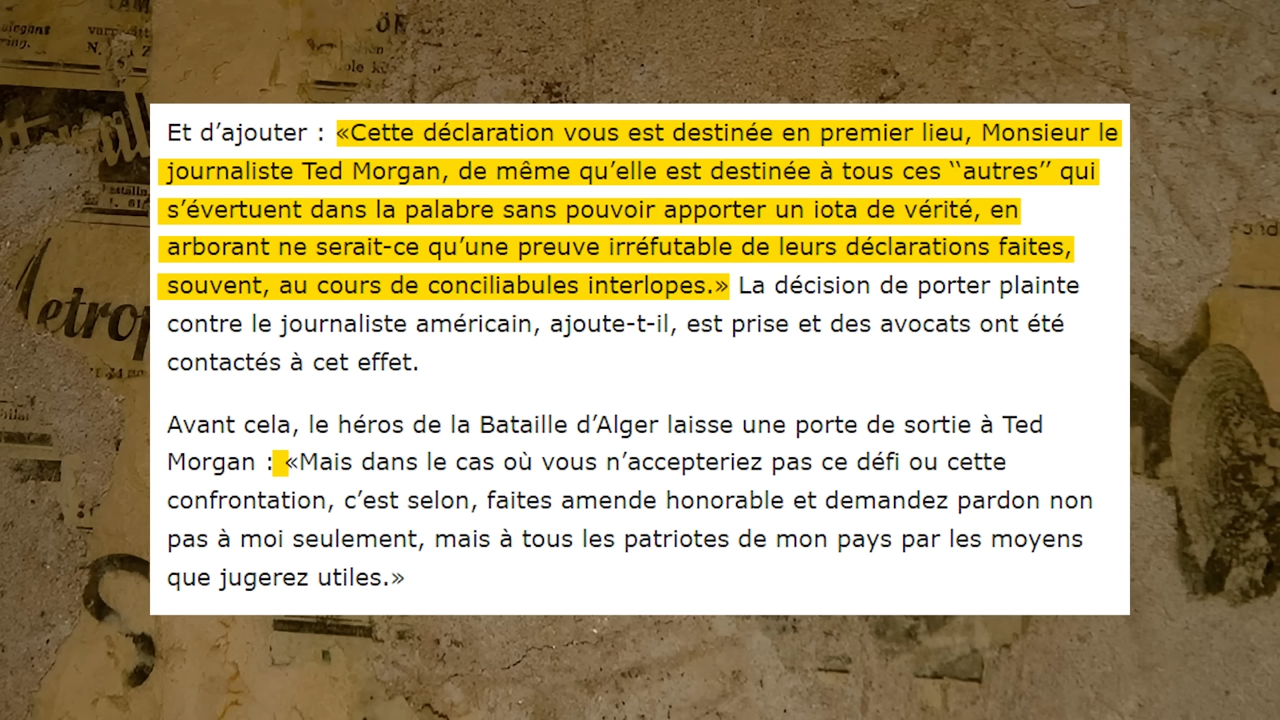 Et d’ajouter : «Cette déclaration vous est destinée en premier lieu, Monsieur le
journaliste Ted Morgan, de même qu’elle est destinée à tous ces “autres” qui
s’évertuent dans la palabre sans pouvoir apporter un iota de vérité, en
arborant ne serait-ce qu’une preuve irréfutable de leurs déclarations faites,
souvent, au cours de conciliabules interlopes.» La décision de porter plainte
contre le journaliste américain, ajoute-t-il, est prise et des avocats ont été
contactés à cet effet.
Avant cela, le héros de la Bataille d’Alger laisse une porte de sortie à Ted
Morgan : «Mais dans le cas où vous n’accepteriez pas ce défi ou cette
confrontation, c’est selon, faites amende honorable et demandez pardon non
pas à moi seulement, mais à tous les patriotes de mon pays par les moyens
que jugerez utiles.»